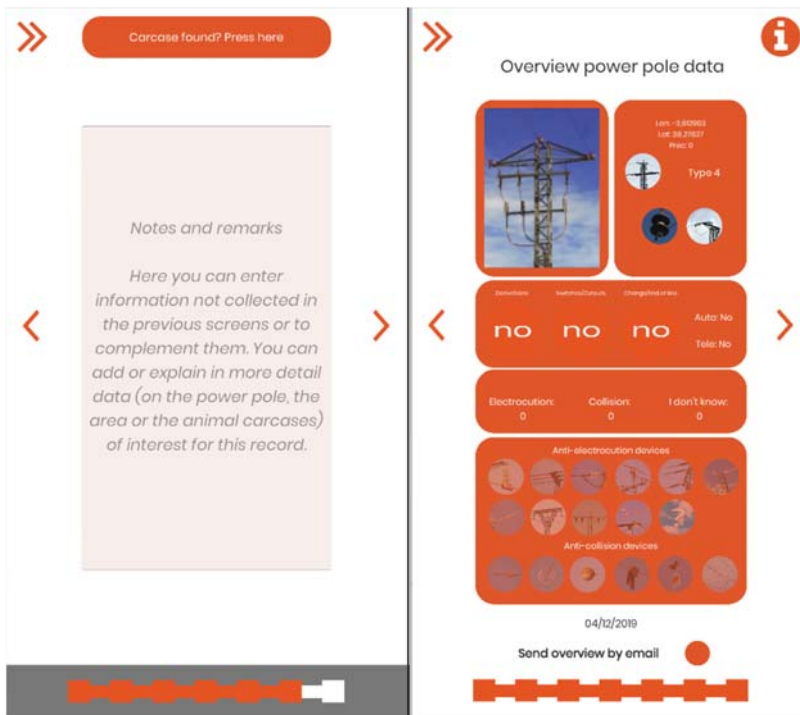 Carcase found? Press here
Notes and remarks
Here you can enter
information not collected in
the previous screens or to
complement them. You can
add or explain in more detail
data (on the power pole, the
area or the animal carcases)
of interest for this record.
Overview power pole data
Type 4
no no no
Auto: No
Tele: No
Electrocution: Collision: I don't know:
0 0 0
Anti-electrocution devices
Anti-collision devices
04/12/2019
Send overview by email